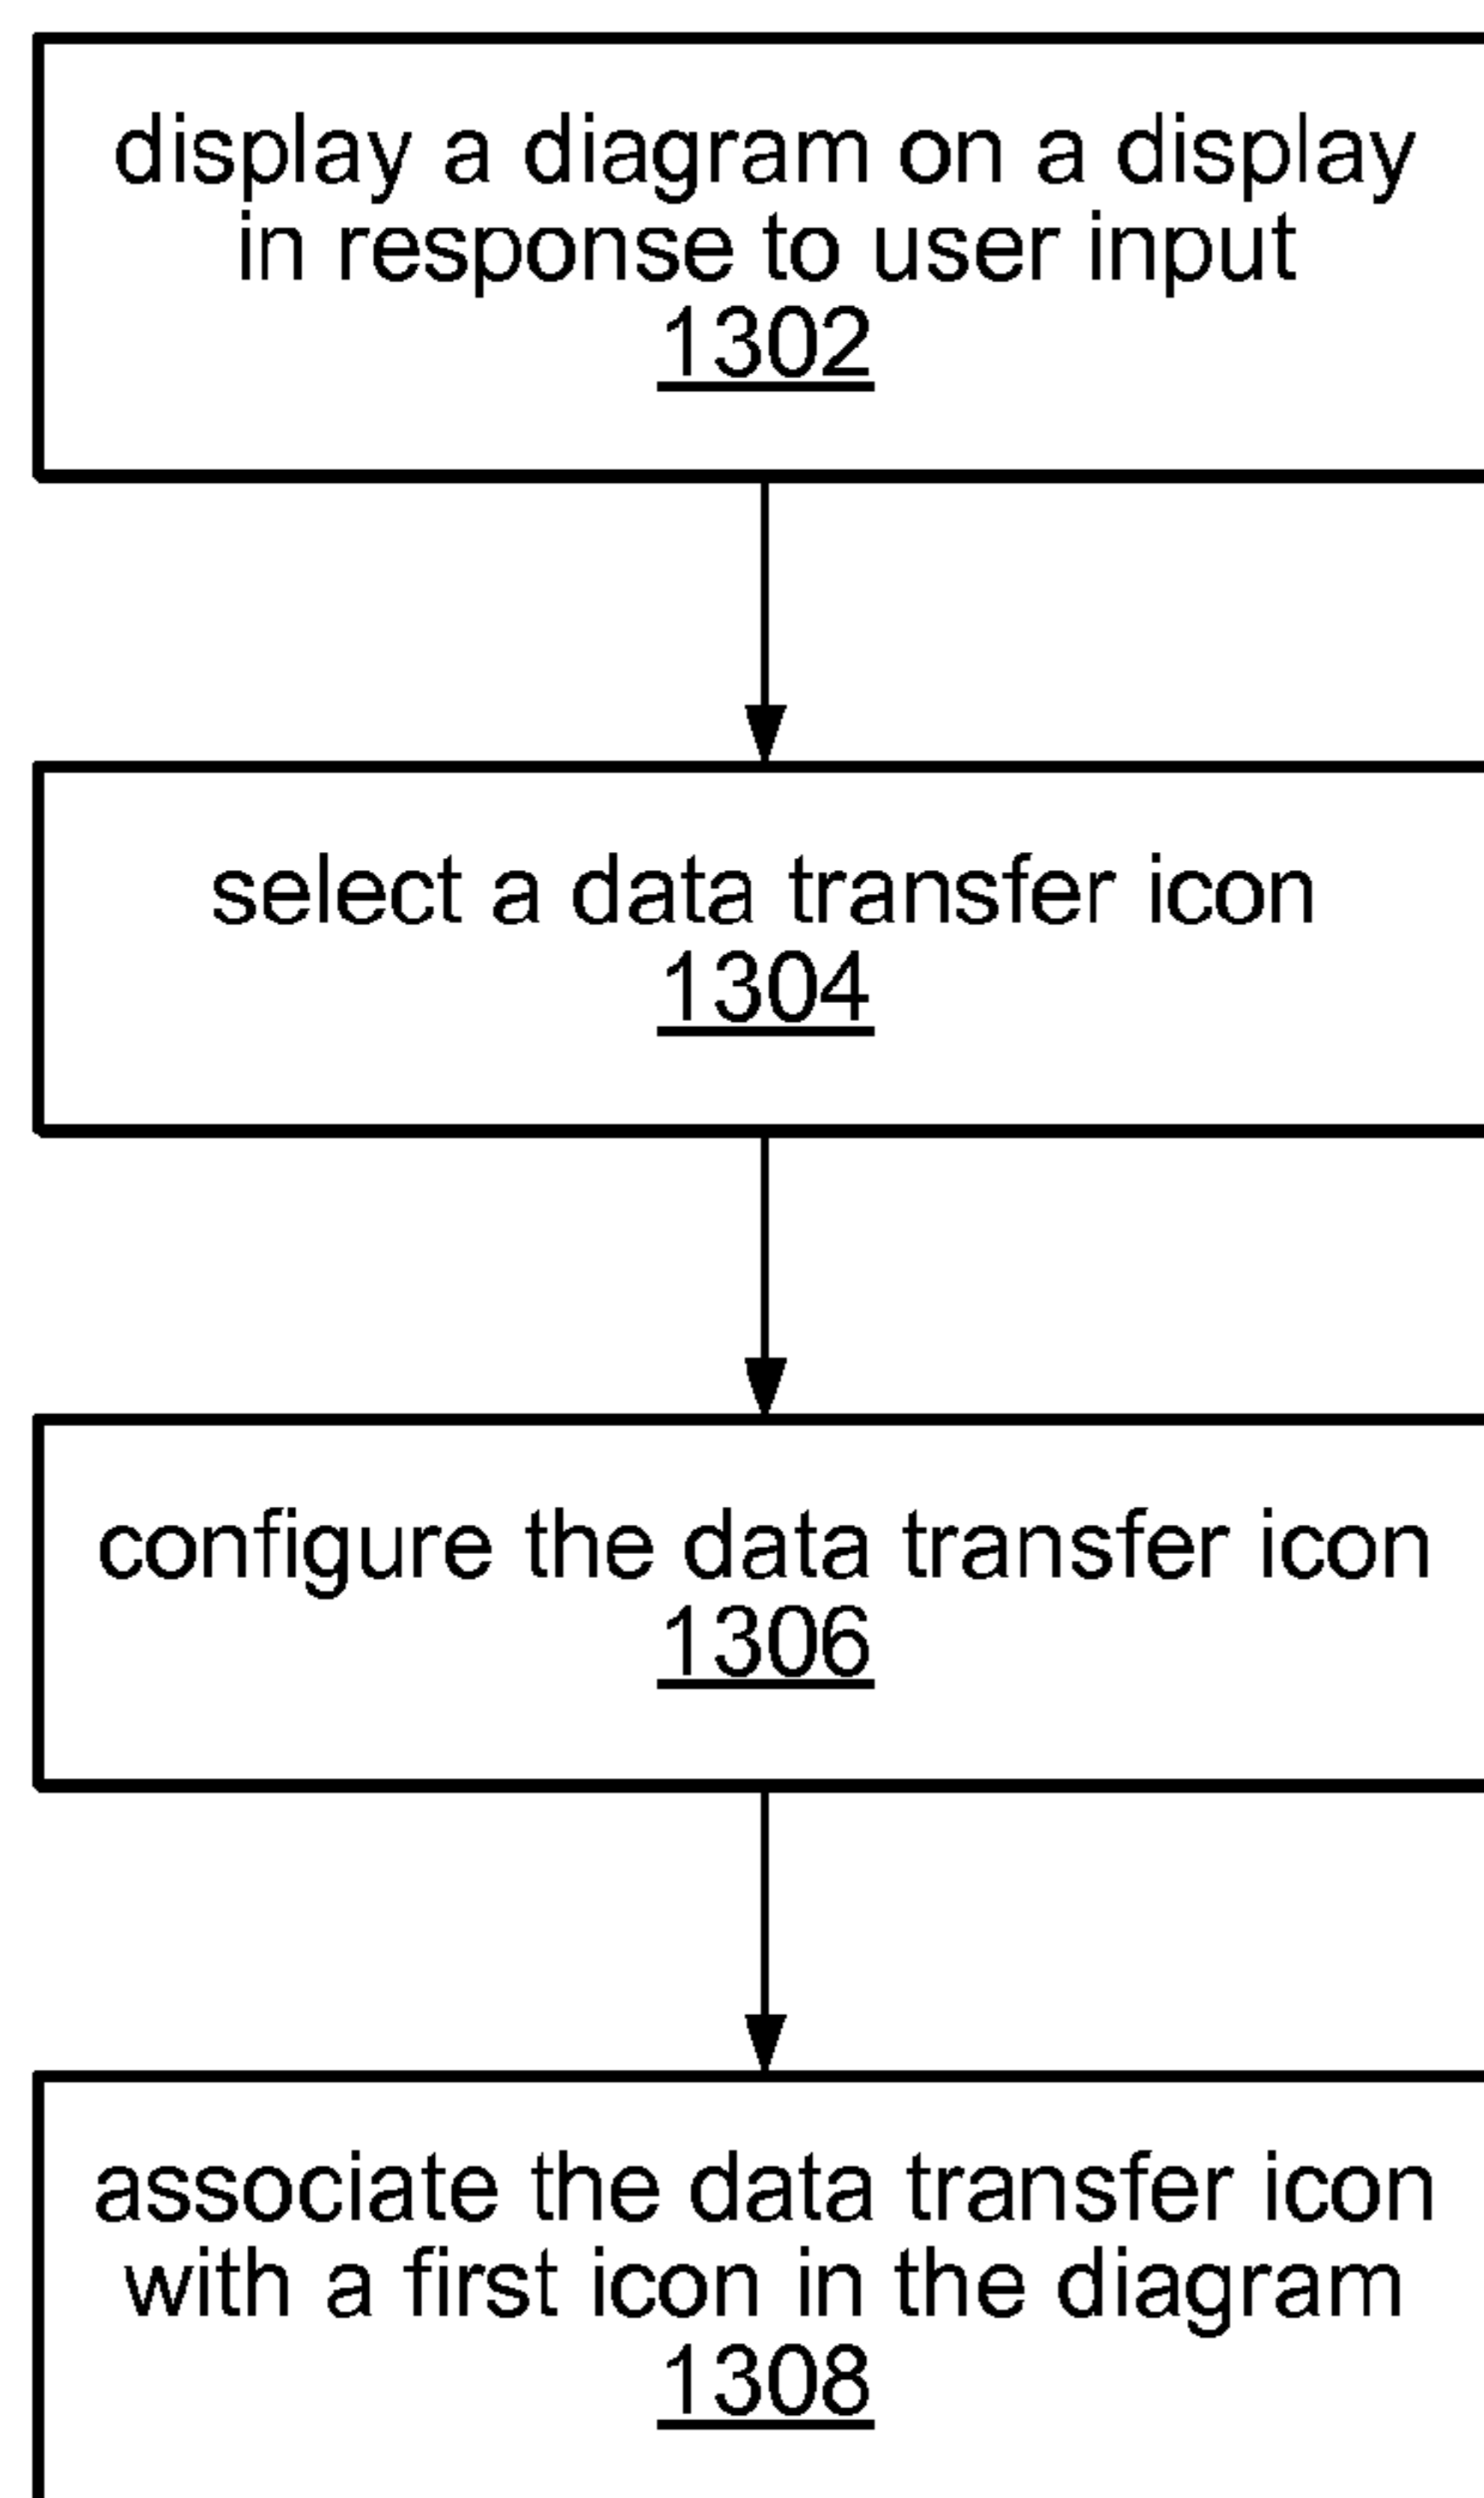 display a diagram on a display
in response to user input
1302
select a data transfer icon
1304
configure the data transfer icon
1306
associate the data transfer icon
with a first icon in the diagram
1308